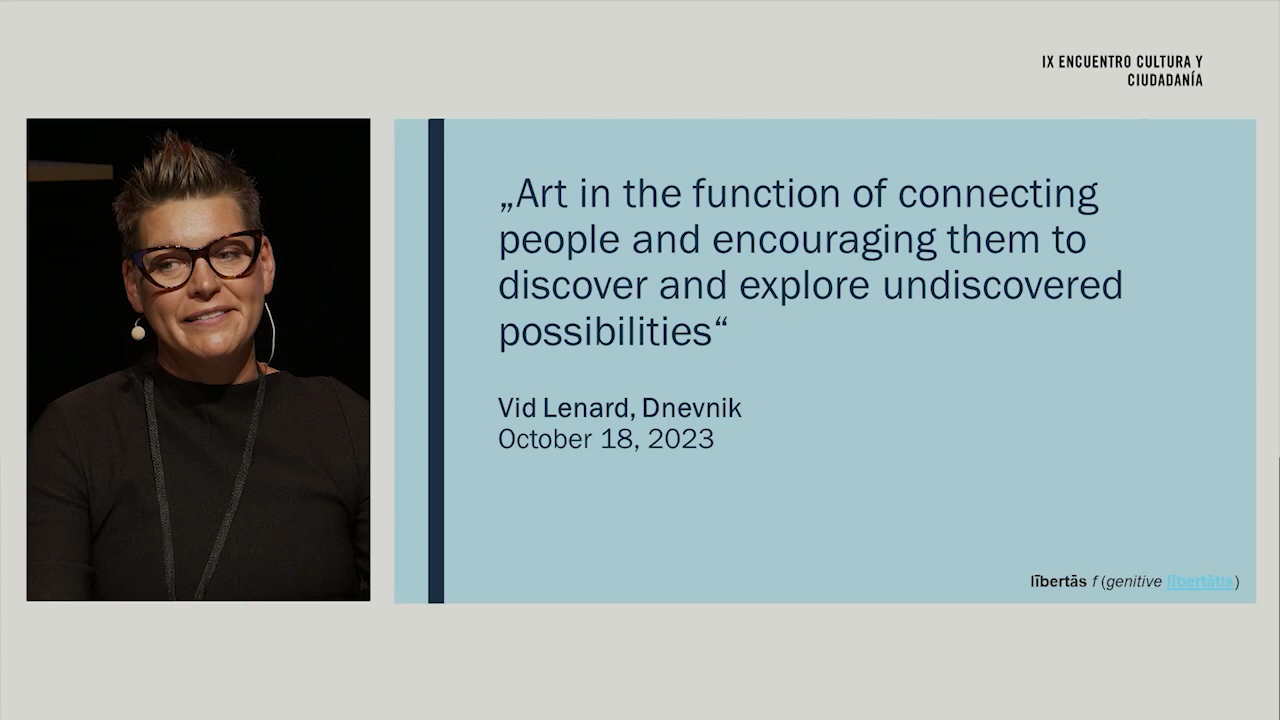 IX ENCUENTRO CULTURA Y
CIUDADANÍA
„Art in the function of connecting
people and encouraging them to
discover and explore undiscovered
possibilities“
Vid Lenard, Dnevnik
October 18, 2023
lībertās f (genitive lībertātis)